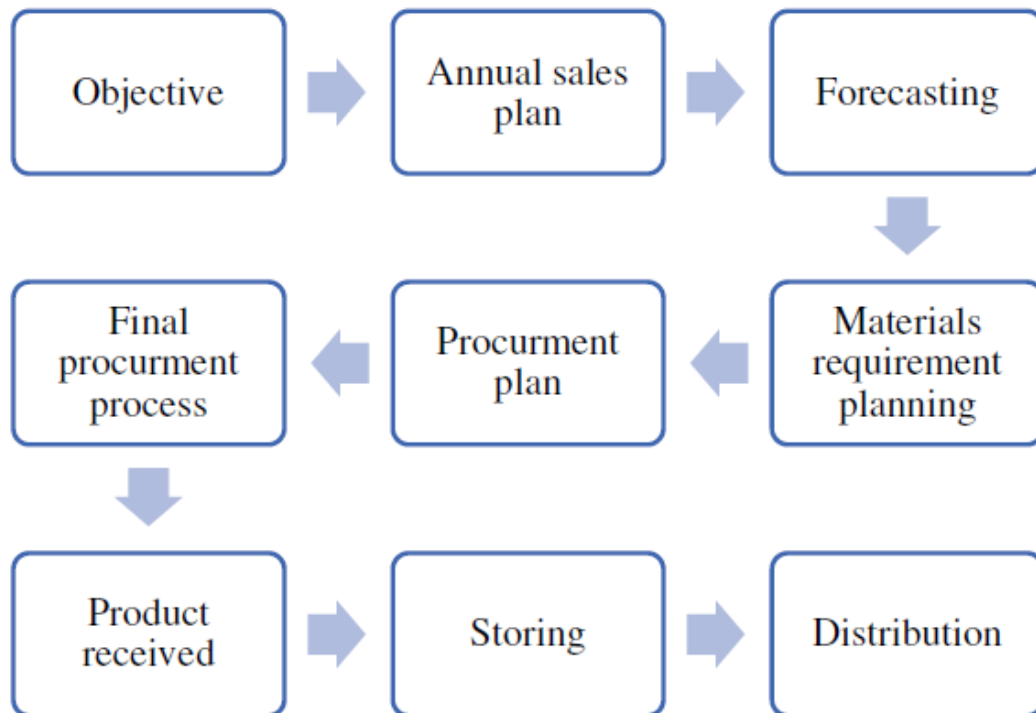 Objective
Annual sales
plan
Forecasting
Materials
requirement
planning
Procurment
plan
Final
procurment
process
Product
received
Storing
Distribution